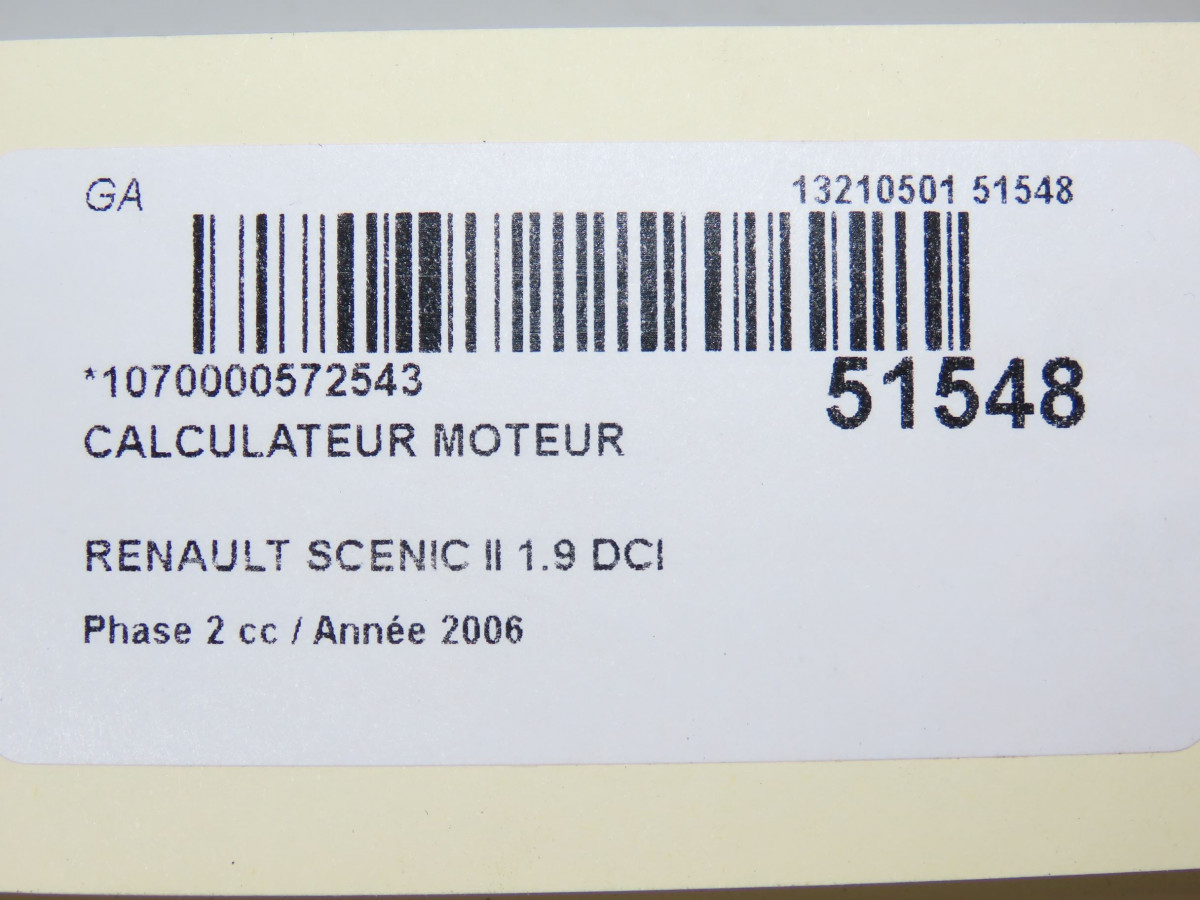 GA 13210501 51548
*1070000572543 51548
CALCULATEUR MOTEUR
RENAULT SCENIC II 1.9 DCI
Phase 2 cc / Année 2006